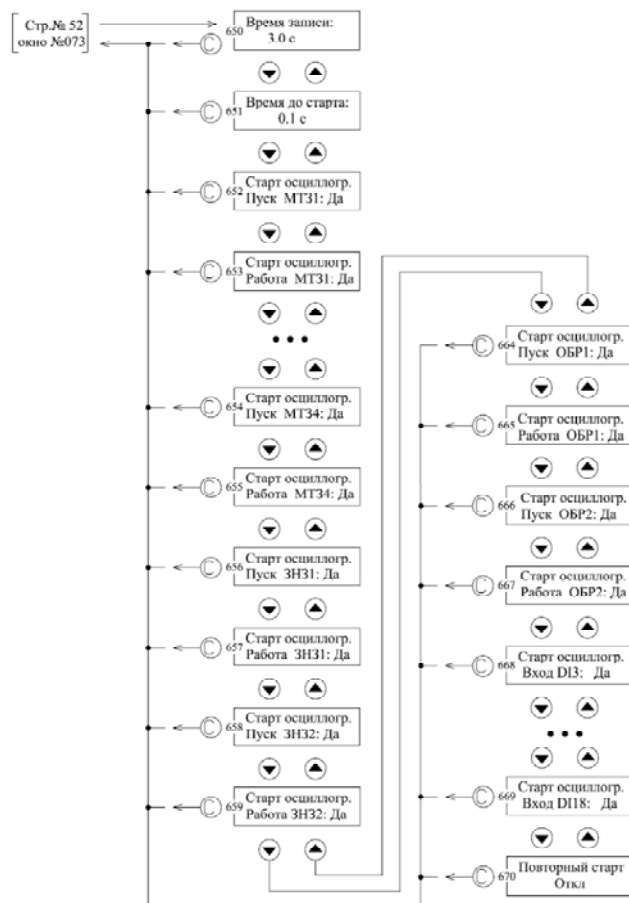 Стр.№ 52
окно №073
650
Время записи:
3.0 с
С
651
Время до старта:
0.1 с
С
652
Старт осциллогр.
Пуск МТЗ1: Да
С
653
Старт осциллогр.
Работа МТЗ1: Да
С
• • •
654
Старт осциллогр.
Пуск МТЗ4: Да
С
655
Старт осциллогр.
Работа МТЗ4: Да
С
656
Старт осциллогр.
Пуск ЗНЗ1: Да
С
657
Старт осциллогр.
Работа ЗНЗ1: Да
С
658
Старт осциллогр.
Пуск ЗНЗ2: Да
С
659
Старт осциллогр.
Работа ЗНЗ2: Да
С
664
Старт осциллогр.
Пуск ОБР1: Да
С
665
Старт осциллогр.
Работа ОБР1: Да
С
666
Старт осциллогр.
Пуск ОБР2: Да
С
667
Старт осциллогр.
Работа ОБР2: Да
С
668
Старт осциллогр.
Вход DI3: Да
С
• • •
669
Старт осциллогр.
Вход DI18: Да
С
670
Повторный старт
Откл
С